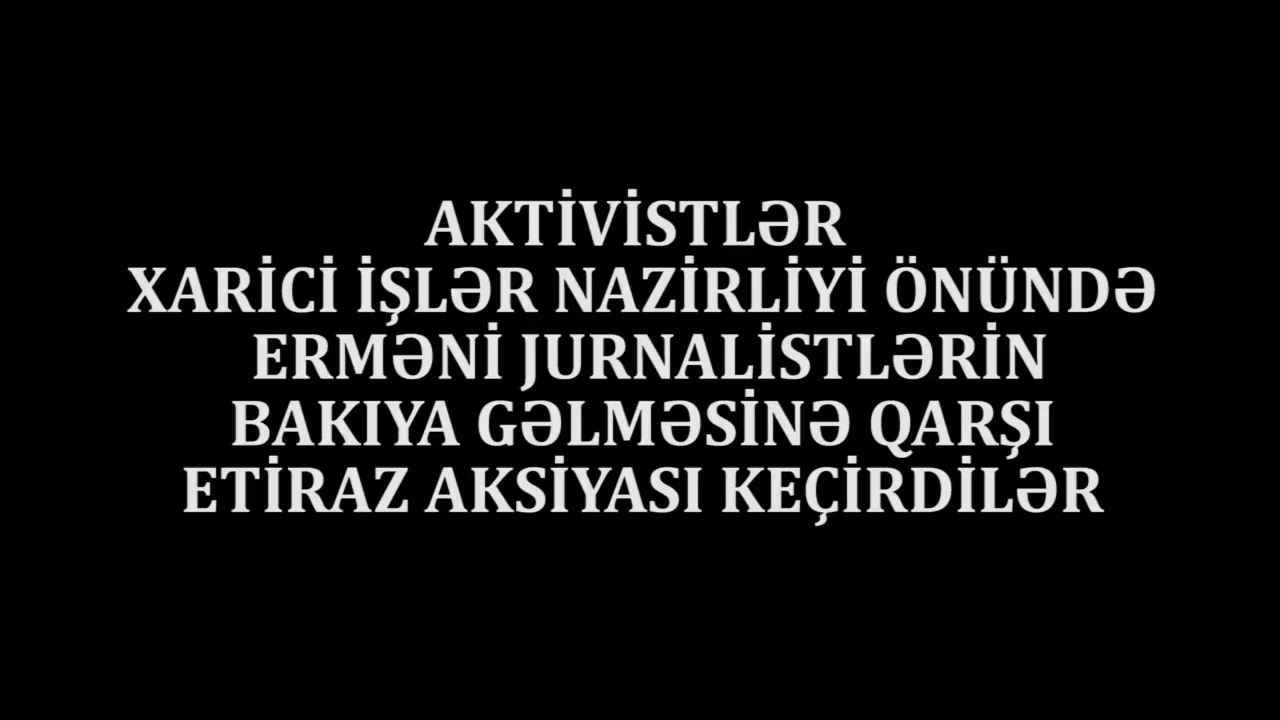 AKTİVİSTLƏR
XARİCİ İŞLƏR NAZİRLİYİ ÖNÜNDƏ
ERMƏNİ JURNALİSTLƏRİN
BAKIYA GƏLMƏSİNƏ QARŞI
ETİRAZ AKSİYASI KEÇİRDİLƏR